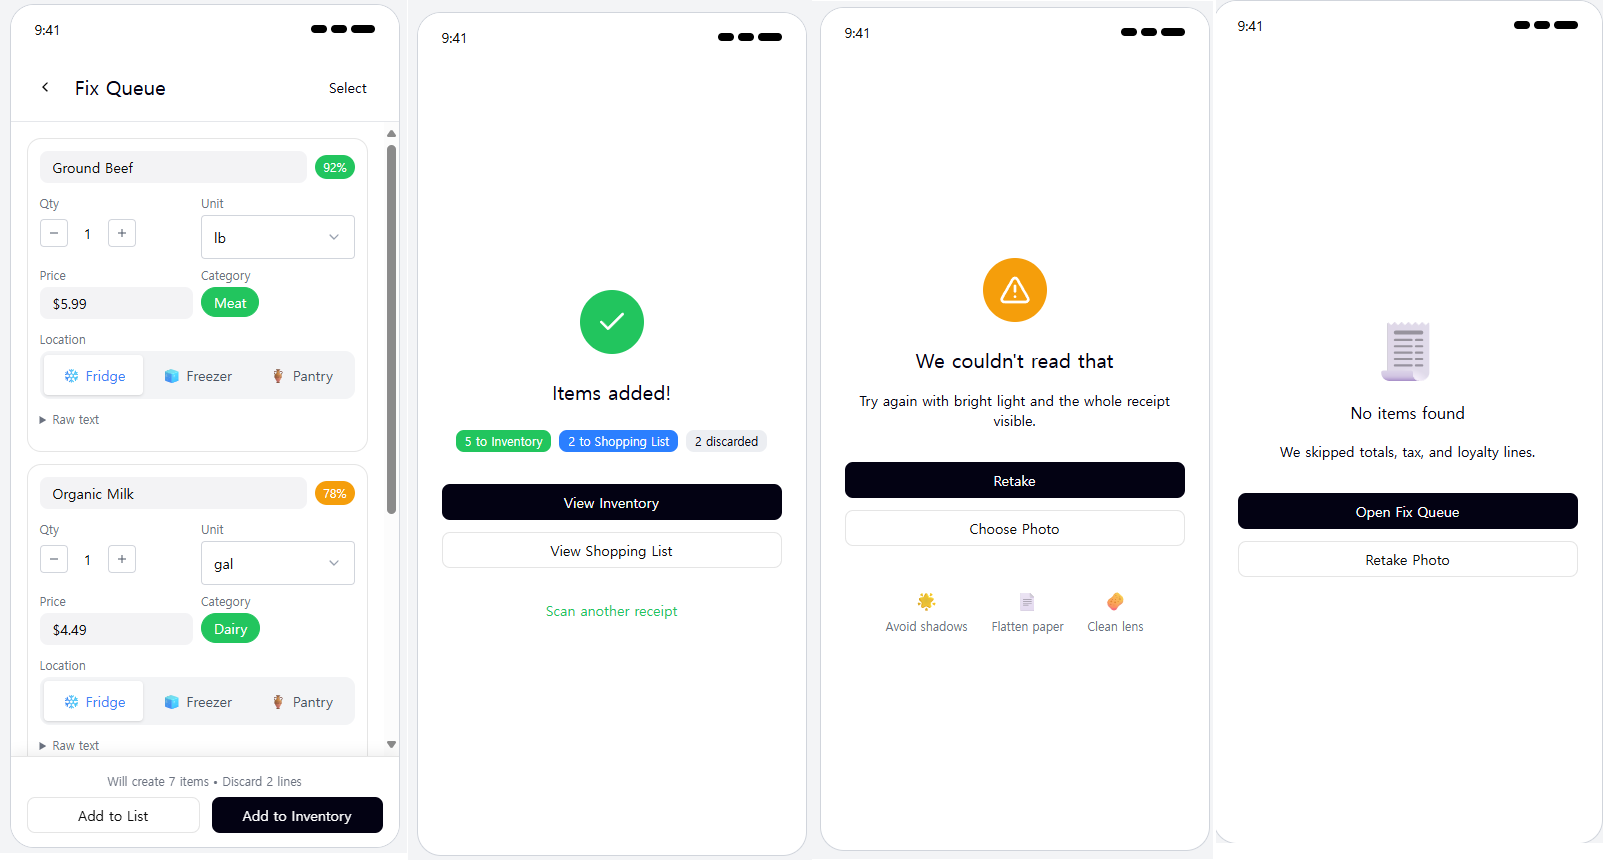 9:41
Fix Queue
Select
Ground Beef
92%
Qty
Unit
1
lb
Price
Category
$5.99
Meat
Location
Fridge
Freezer
Pantry
Raw text
Organic Milk
78%
Qty
Unit
1
gal
Price
Category
$4.49
Dairy
Location
Fridge
Freezer
Pantry
Raw text
Will create 7 items • Discard 2 lines
Add to List
Add to Inventory
9:41
Items added!
5 to Inventory
2 to Shopping List
2 discarded
View Inventory
View Shopping List
Scan another receipt
9:41
We couldn't read that
Try again with bright light and the whole receipt
visible.
Retake
Choose Photo
Avoid shadows
Flatten paper
Clean lens
9:41
No items found
We skipped totals, tax, and loyalty lines.
Open Fix Queue
Retake Photo